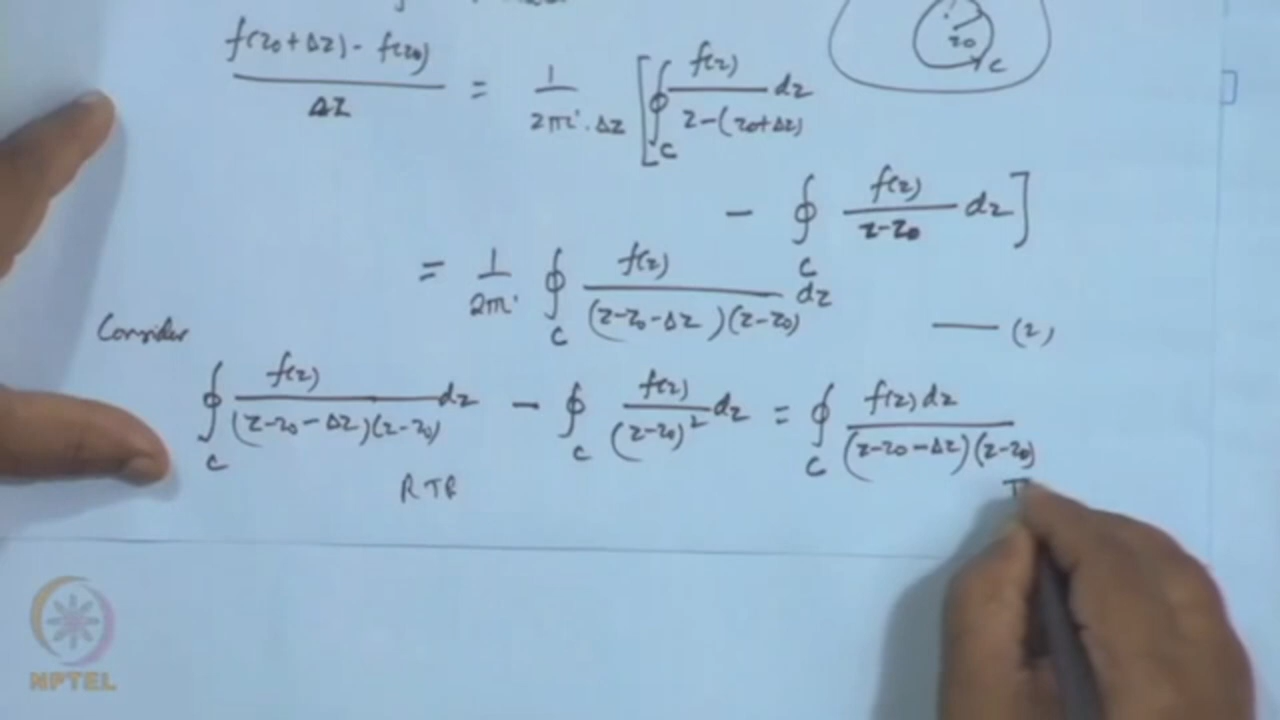 f(z0+Δz) - f(z0) / Δz = 1 / 2πi·Δz [ ∮C f(z) / z-(z0+Δz) dz
- ∮C f(z) / z-z0 dz ]
= 1 / 2πi ∮C f(z) / (z-z0-Δz)(z-z0) dz —— (2)
Consider
∮C f(z) / (z-z0-Δz)(z-z0) dz - ∮C f(z) / (z-z0)² dz = ∮C f(z) dz / (z-z0-Δz)(z-z0)
z0
C
NPTEL